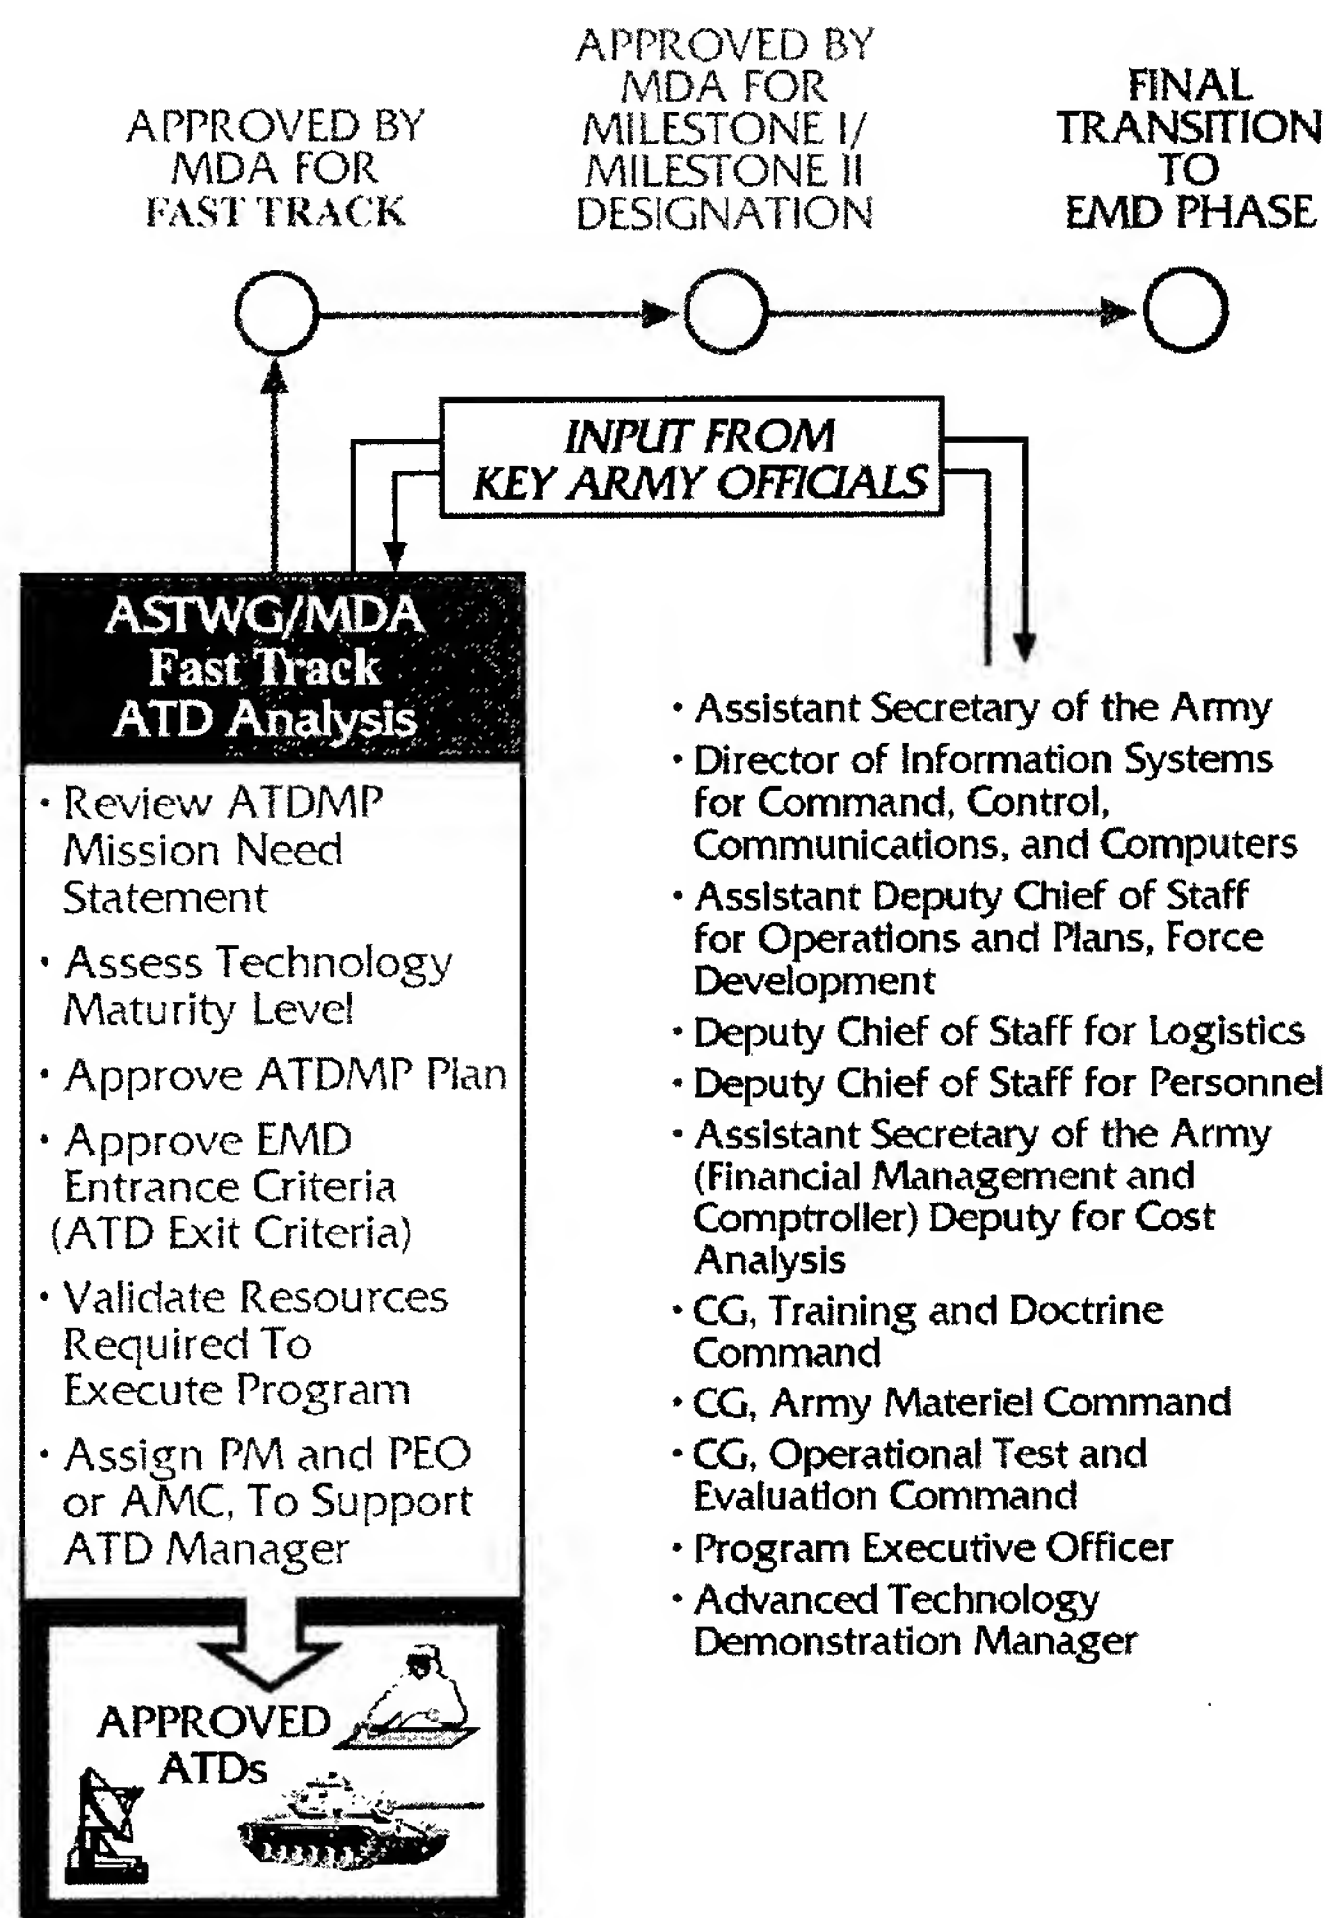 APPROVED BY
MDA FOR
FAST TRACK
APPROVED BY
MDA FOR
MILESTONE I/
MILESTONE II
DESIGNATION
FINAL
TRANSITION
TO
EMD PHASE
INPUT FROM
KEY ARMY OFFICIALS
ASTWG/MDA
Fast Track
ATD Analysis
• Review ATDMP
Mission Need
Statement
• Assess Technology
Maturity Level
• Approve ATDMP Plan
• Approve EMD
Entrance Criteria
(ATD Exit Criteria)
• Validate Resources
Required To
Execute Program
• Assign PM and PEO
or AMC, To Support
ATD Manager
APPROVED
ATDs
• Assistant Secretary of the Army
• Director of Information Systems
for Command, Control,
Communications, and Computers
• Assistant Deputy Chief of Staff
for Operations and Plans, Force
Development
• Deputy Chief of Staff for Logistics
• Deputy Chief of Staff for Personnel
• Assistant Secretary of the Army
(Financial Management and
Comptroller) Deputy for Cost
Analysis
• CG, Training and Doctrine
Command
• CG, Army Materiel Command
• CG, Operational Test and
Evaluation Command
• Program Executive Officer
• Advanced Technology
Demonstration Manager